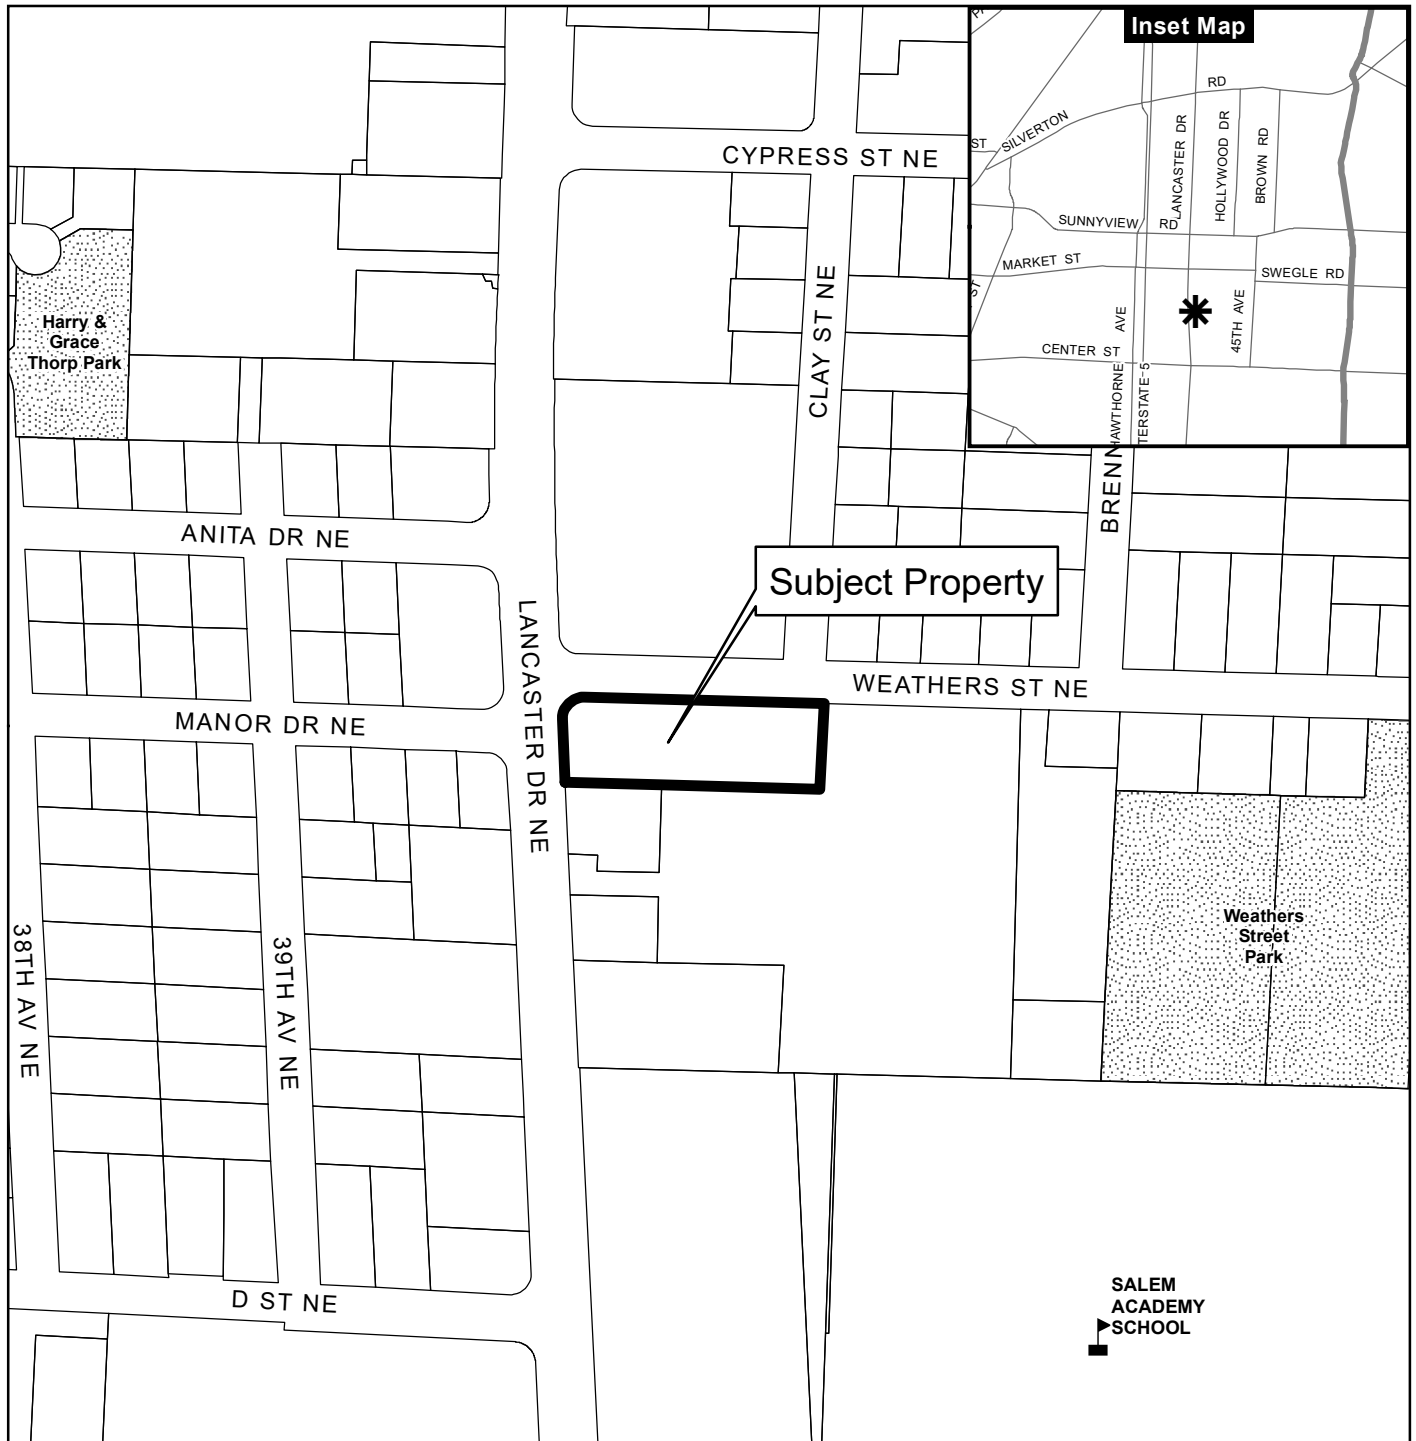 Inset Map
RD
SILVERTON
ST
LANCASTER DR
HOLLYWOOD DR
BROWN RD
SUNNYVIEW RD
MARKET ST
SWEGLE RD
ST
AVE
45TH AVE
CENTER ST
HAWTHORNE
TERSTATE 5
CYPRESS ST NE
CLAY ST NE
Harry &
Grace
Thorp Park
BRENN
ANITA DR NE
Subject Property
LANCASTER DR NE
WEATHERS ST NE
MANOR DR NE
Weathers
Street
Park
38TH AV NE
39TH AV NE
D ST NE
SALEM
ACADEMY
SCHOOL